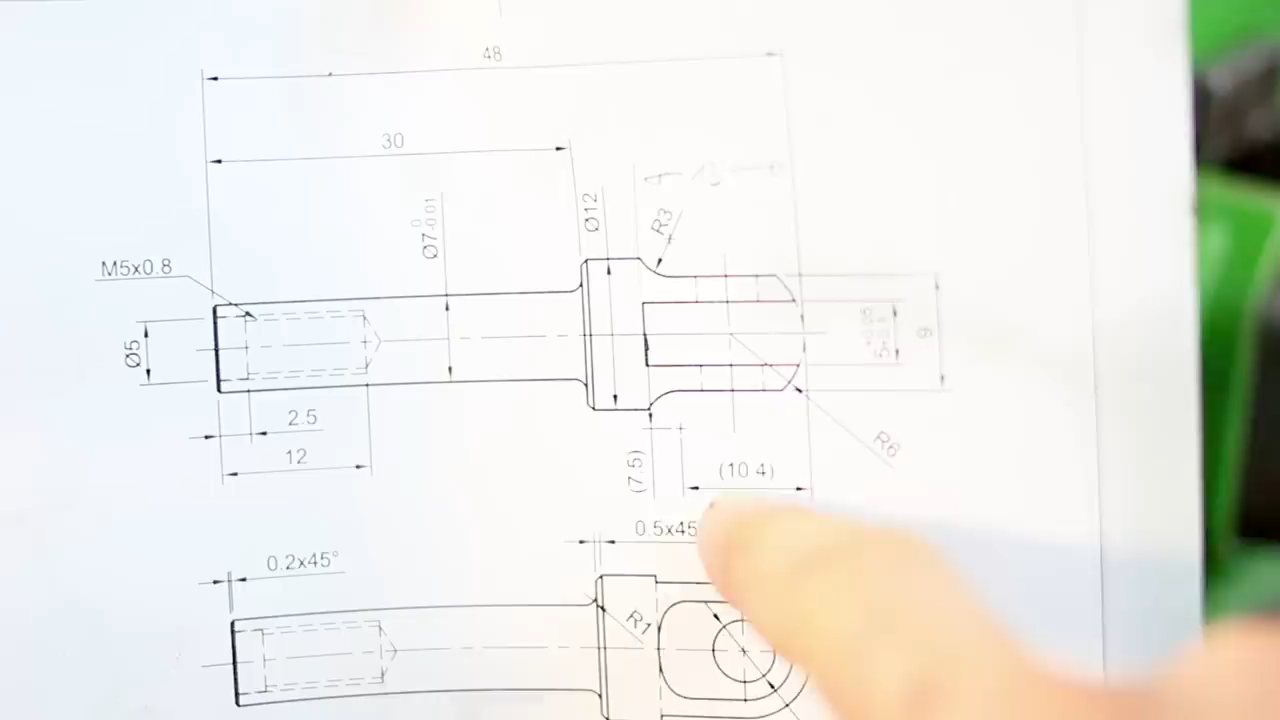 48
30
Ø12
R3
Ø7 0 -0.01
M5x0.8
Ø5
9
2.5
12
R6
(7.5)
(10.4)
0.5x45
0.2x45°
R1